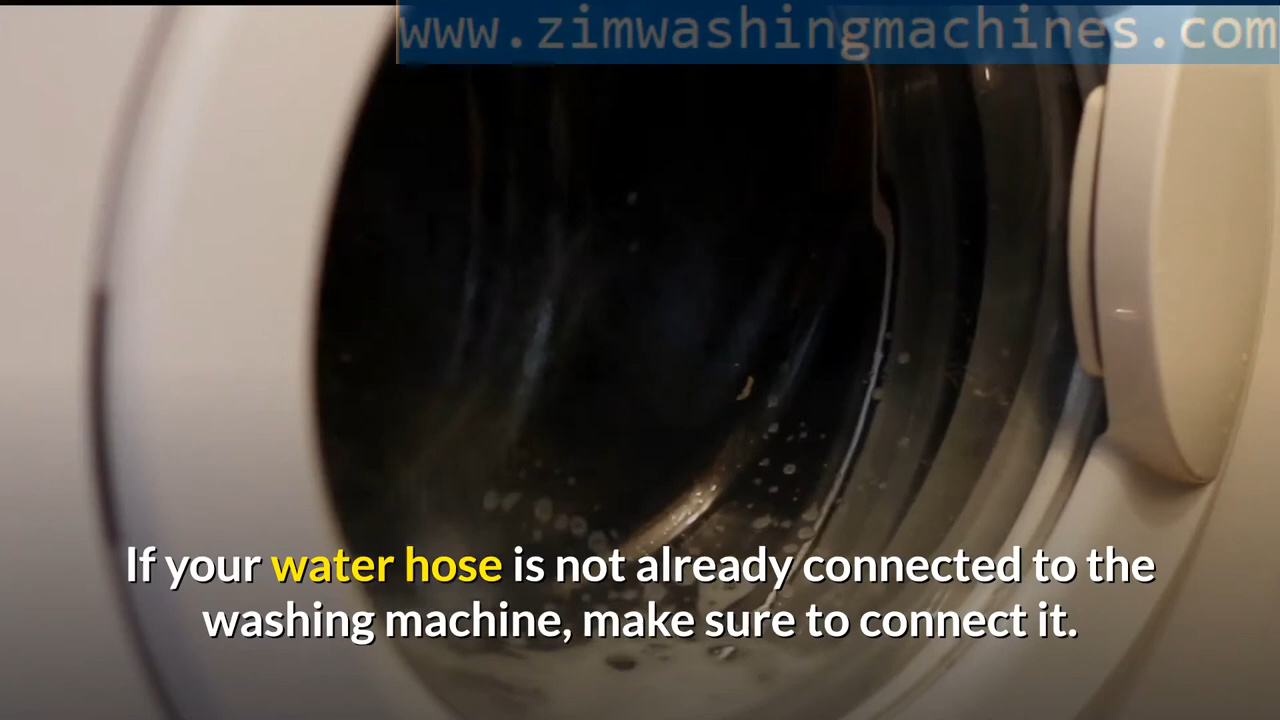 www.zimwashingmachines.com
If your water hose is not already connected to the
washing machine, make sure to connect it.